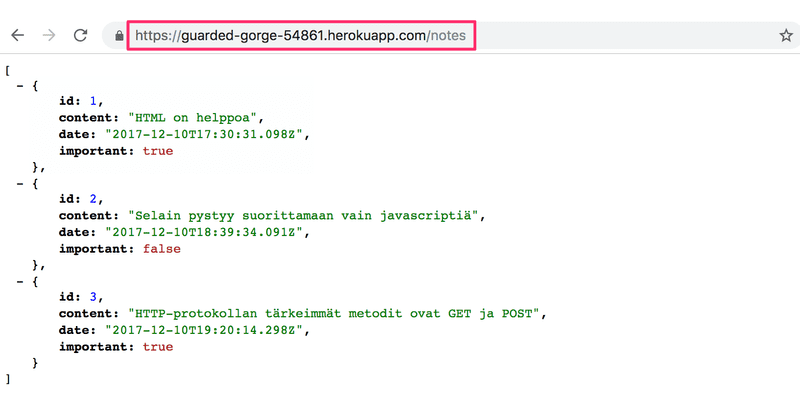 https://guarded-gorge-54861.herokuapp.com/notes
[
- {
id: 1,
content: "HTML on helppoa",
date: "2017-12-10T17:30:31.098Z",
important: true
},
- {
id: 2,
content: "Selain pystyy suorittamaan vain javascriptiä",
date: "2017-12-10T18:39:34.091Z",
important: false
},
- {
id: 3,
content: "HTTP-protokollan tärkeimmät metodit ovat GET ja POST",
date: "2017-12-10T19:20:14.298Z",
important: true
}
]